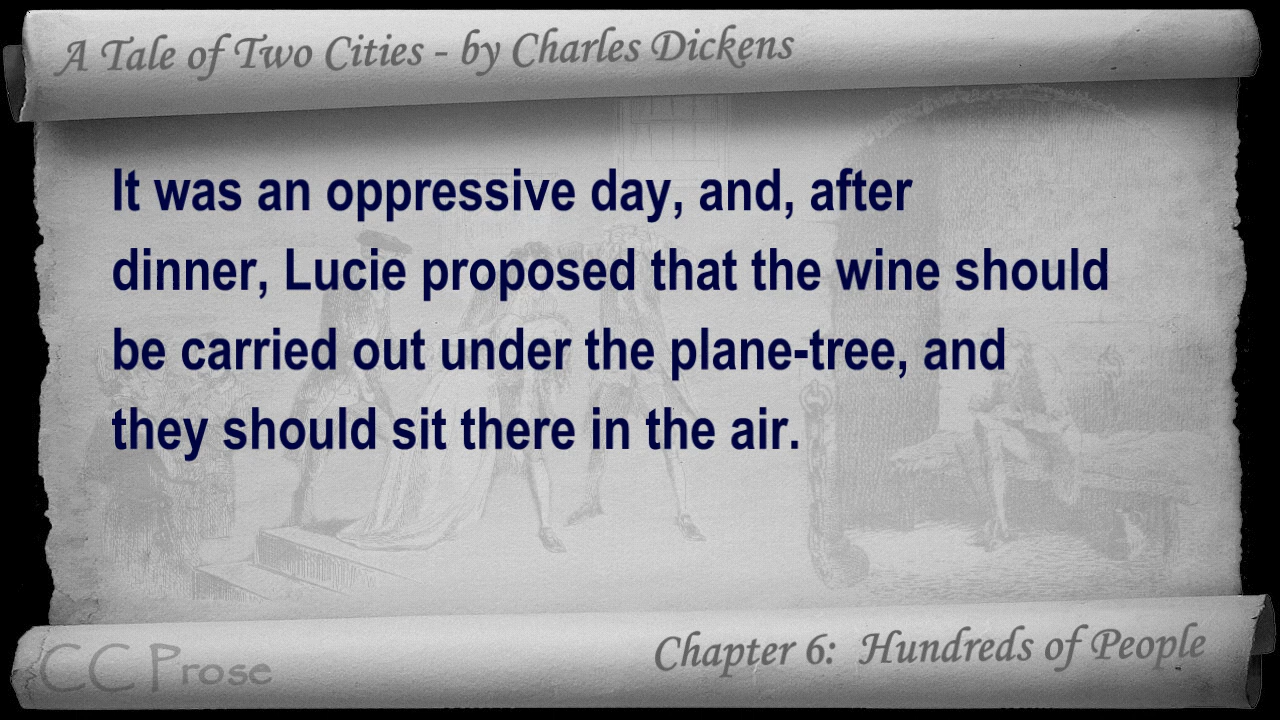 A Tale of Two Cities - by Charles Dickens
It was an oppressive day, and, after
dinner, Lucie proposed that the wine should
be carried out under the plane-tree, and
they should sit there in the air.
Chapter 6: Hundreds of People
CC Prose